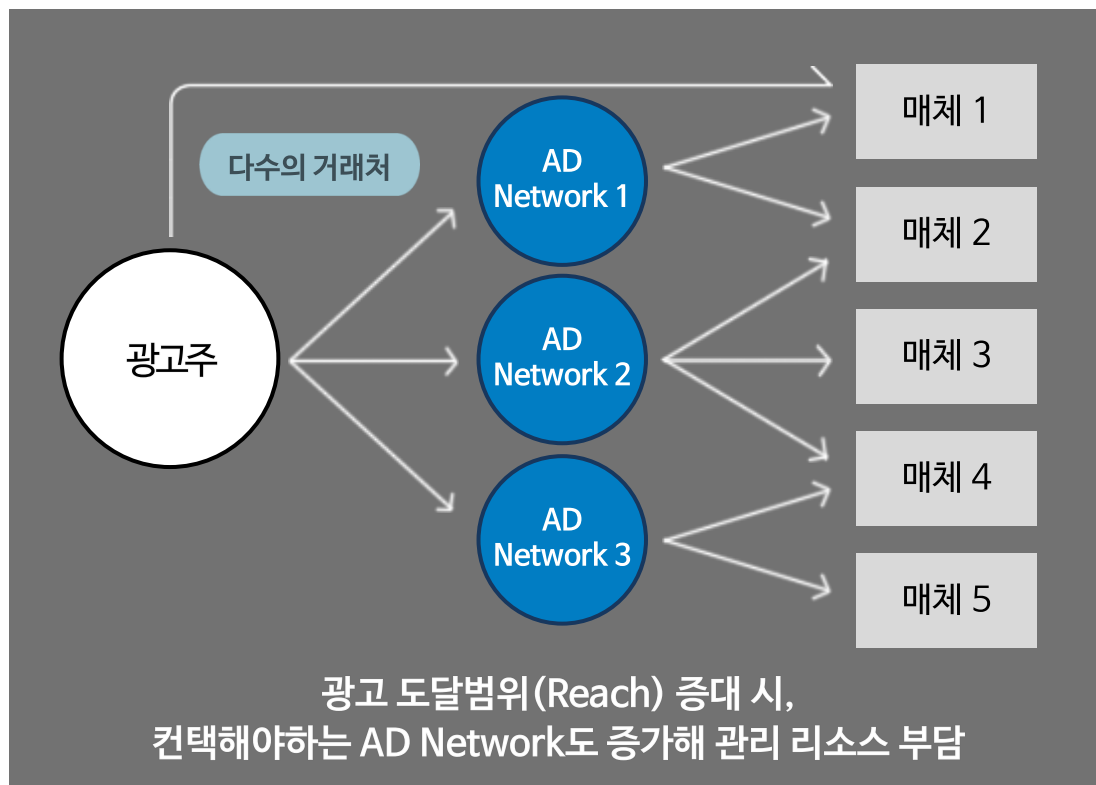 다수의 거래처
광고주
AD
Network 1
AD
Network 2
AD
Network 3
매체 1
매체 2
매체 3
매체 4
매체 5
광고 도달범위(Reach) 증대 시,
컨택해야하는 AD Network도 증가해 관리 리소스 부담